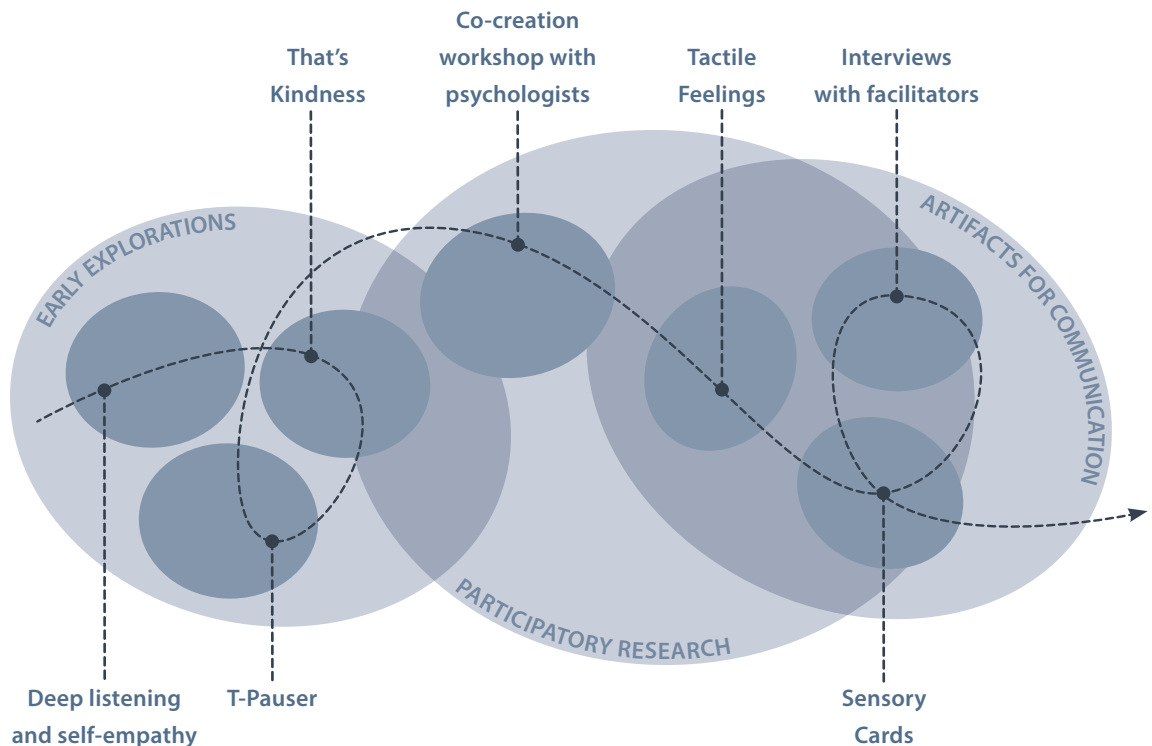 Co-creation
workshop with
psychologists
That's
Kindness
Tactile
Feelings
Interviews
with facilitators
EARLY EXPLORATIONS
ARTIFACTS FOR COMMUNICATION
PARTICIPATORY RESEARCH
Deep listening
and self-empathy
T-Pauser
Sensory
Cards